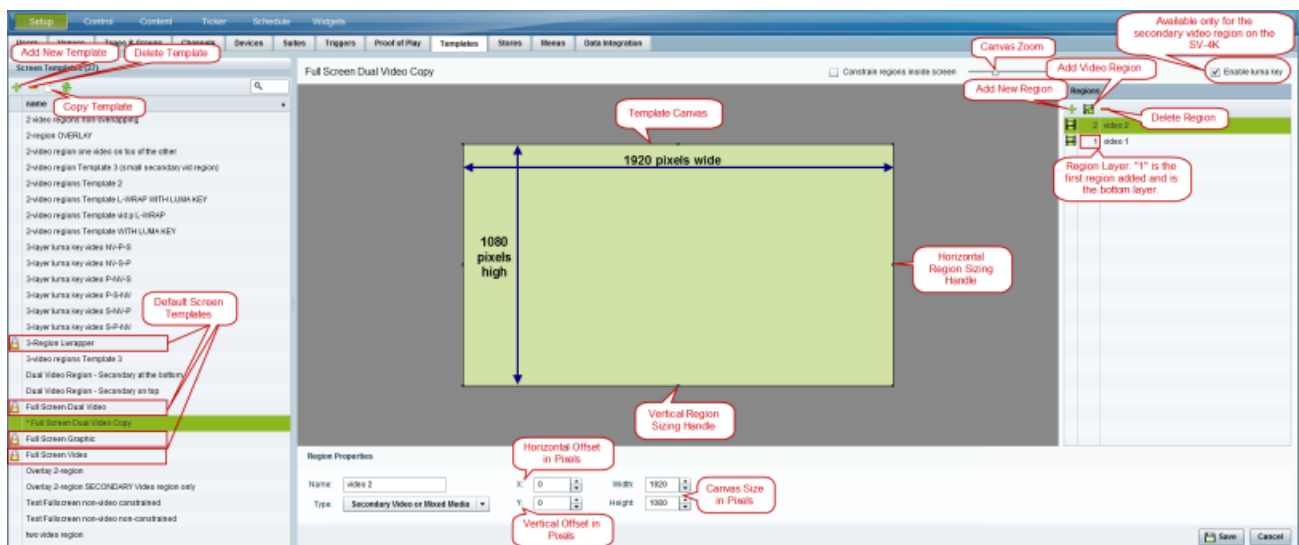 Setup Control Content Ticker Schedule Widgets
Devices Suites Triggers Proof of Play Templates Stores Menus Data Integration
Available only for the
secondary video region on the
SV-4K
Add New Template
Delete Template
Copy Template
Screen Templates (27)
name
2 video regions non-overlapping
2-region OVERLAY
2-video region one video on top of the other
2-video region Template 3 (small secondary vid region)
2-video regions Template 2
2-video regions Template L-WRAP WITH LUMA KEY
2-video regions Template vid p L-WRAP
2-video regions Template WITH LUMA KEY
3-layer luma key video NV-P-S
3-layer luma key video NV-S-P
3-layer luma key video P-NV-S
3-layer luma key video P-S-NV
3-layer luma key video S-NV-P
3-layer luma key video S-P-NV
Default Screen
Templates
3-Region Lwrapper
3-video regions Template 3
Dual Video Region - Secondary at the bottom
Dual Video Region - Secondary on top
Full Screen Dual Video
* Full Screen Dual Video Copy
Full Screen Graphic
Full Screen Video
Overlay 2-region
Overlay 2-region SECONDARY Video region only
Test Fullscreen non-video constrained
Test Fullscreen non-video non-constrained
two video region
Full Screen Dual Video Copy
Constrain regions inside screen
Canvas Zoom
Enable luma key
Add Video Region
Add New Region
Delete Region
Regions
2 video 2
1 video 1
Region Layer. "1" is the
first region added and is
the bottom layer.
Template Canvas
1920 pixels wide
1080
pixels
high
Horizontal
Region Sizing
Handle
Vertical Region
Sizing Handle
Region Properties
Horizontal Offset
in Pixels
Name: video 2 X: 0 Width: 1920
Type: Secondary Video or Mixed Media Y: 0 Height: 1080
Canvas Size
in Pixels
Vertical Offset in
Pixels
Save Cancel